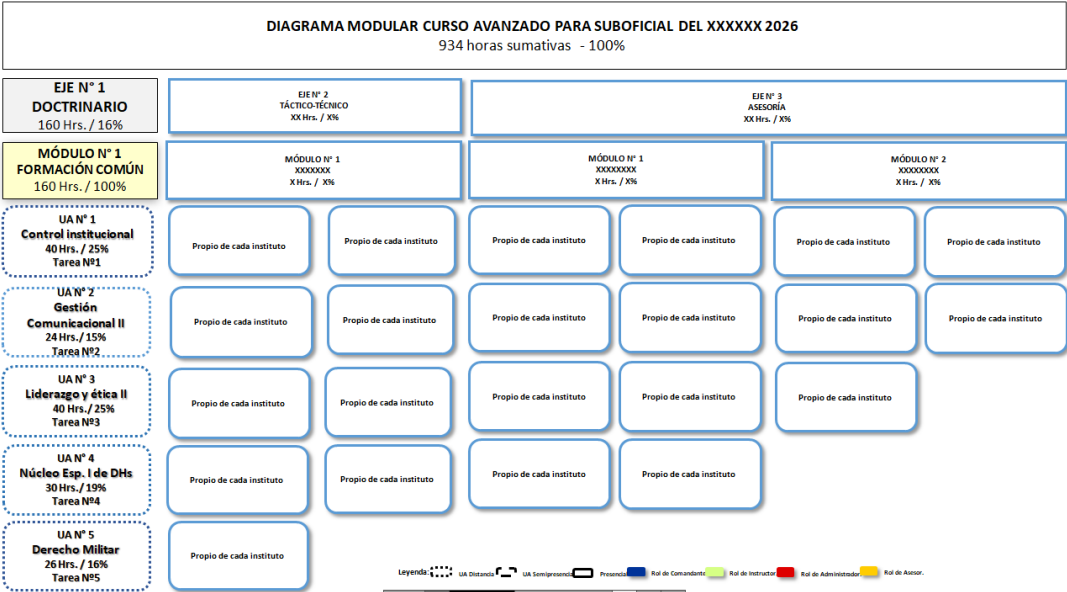 DIAGRAMA MODULAR CURSO AVANZADO PARA SUBOFICIAL DEL XXXXXX 2026
934 horas sumativas - 100%
EJE N° 1
DOCTRINARIO
160 Hrs. / 16%
EJE N° 2
TÁCTICO-TÉCNICO
XX Hrs. / X%
EJE N° 3
ASESORÍA
XX Hrs. / X%
MÓDULO N° 1
FORMACIÓN COMÚN
160 Hrs. / 100%
MÓDULO N° 1
XXXXXXX
X Hrs. / X%
MÓDULO N° 1
XXXXXXXX
X Hrs. / X%
MÓDULO N° 2
XXXXXXXX
X Hrs. / X%
UA N° 1
Control institucional
40 Hrs. / 25%
Tarea Nº1
Propio de cada instituto
Propio de cada instituto
Propio de cada instituto
Propio de cada instituto
Propio de cada instituto
Propio de cada instituto
UA N° 2
Gestión
Comunicacional II
24 Hrs. / 15%
Tarea Nº2
Propio de cada instituto
Propio de cada instituto
Propio de cada instituto
Propio de cada instituto
Propio de cada instituto
Propio de cada instituto
UA N° 3
Liderazgo y ética II
40 Hrs. / 25%
Tarea Nº3
Propio de cada instituto
Propio de cada instituto
Propio de cada instituto
Propio de cada instituto
Propio de cada instituto
UA N° 4
Núcleo Esp. I de DHs
30 Hrs. / 19%
Tarea Nº4
Propio de cada instituto
Propio de cada instituto
Propio de cada instituto
Propio de cada instituto
UA N° 5
Derecho Militar
26 Hrs. / 16%
Tarea Nº5
Propio de cada instituto
Leyenda: UA Distancia UA Semipresencia Presencial Rol de Comandante Rol de Instructor Rol de Administrador Rol de Asesor.